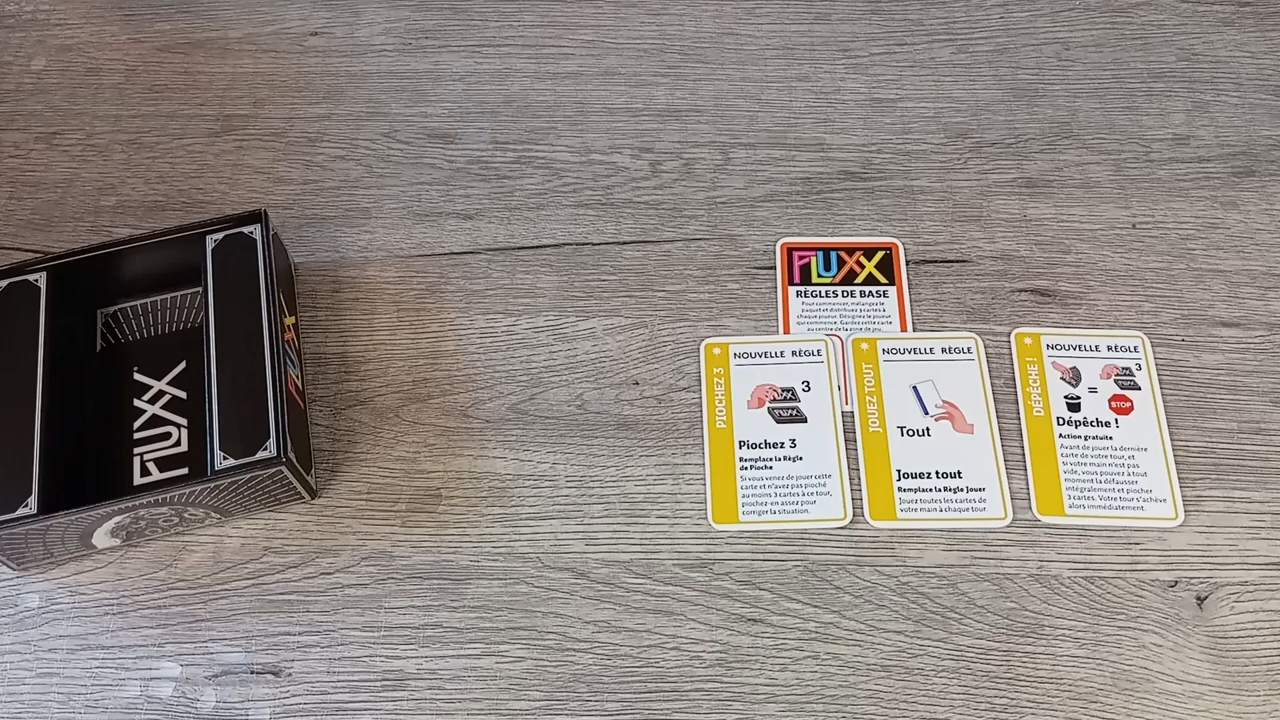 FLUXX
FLUXX
FLUXX
RÈGLES DE BASE
Pour commencer, mélangez le
paquet et distribuez 3 cartes à
chaque joueur. Désignez le joueur
qui commence. Gardez cette carte
au centre de la zone de jeu.
PIOCHEZ 3
NOUVELLE RÈGLE
3
FLUXX
FLUXX
Piochez 3
Remplace la Règle
de Pioche
Si vous venez de jouer cette
carte et n'avez pas pioché
au moins 3 cartes à ce tour,
piochez-en assez pour
corriger la situation.
JOUEZ TOUT
NOUVELLE RÈGLE
Tout
Jouez tout
Remplace la Règle Jouer
Jouez toutes les cartes de
votre main à chaque tour.
DÉPÊCHE !
NOUVELLE RÈGLE
= 3
STOP
Dépêche !
Action gratuite
Avant de jouer la dernière
carte de votre tour, et
si votre main n'est pas
vide, vous pouvez à tout
moment la défausser
intégralement et piocher
3 cartes. Votre tour s'achève
alors immédiatement.